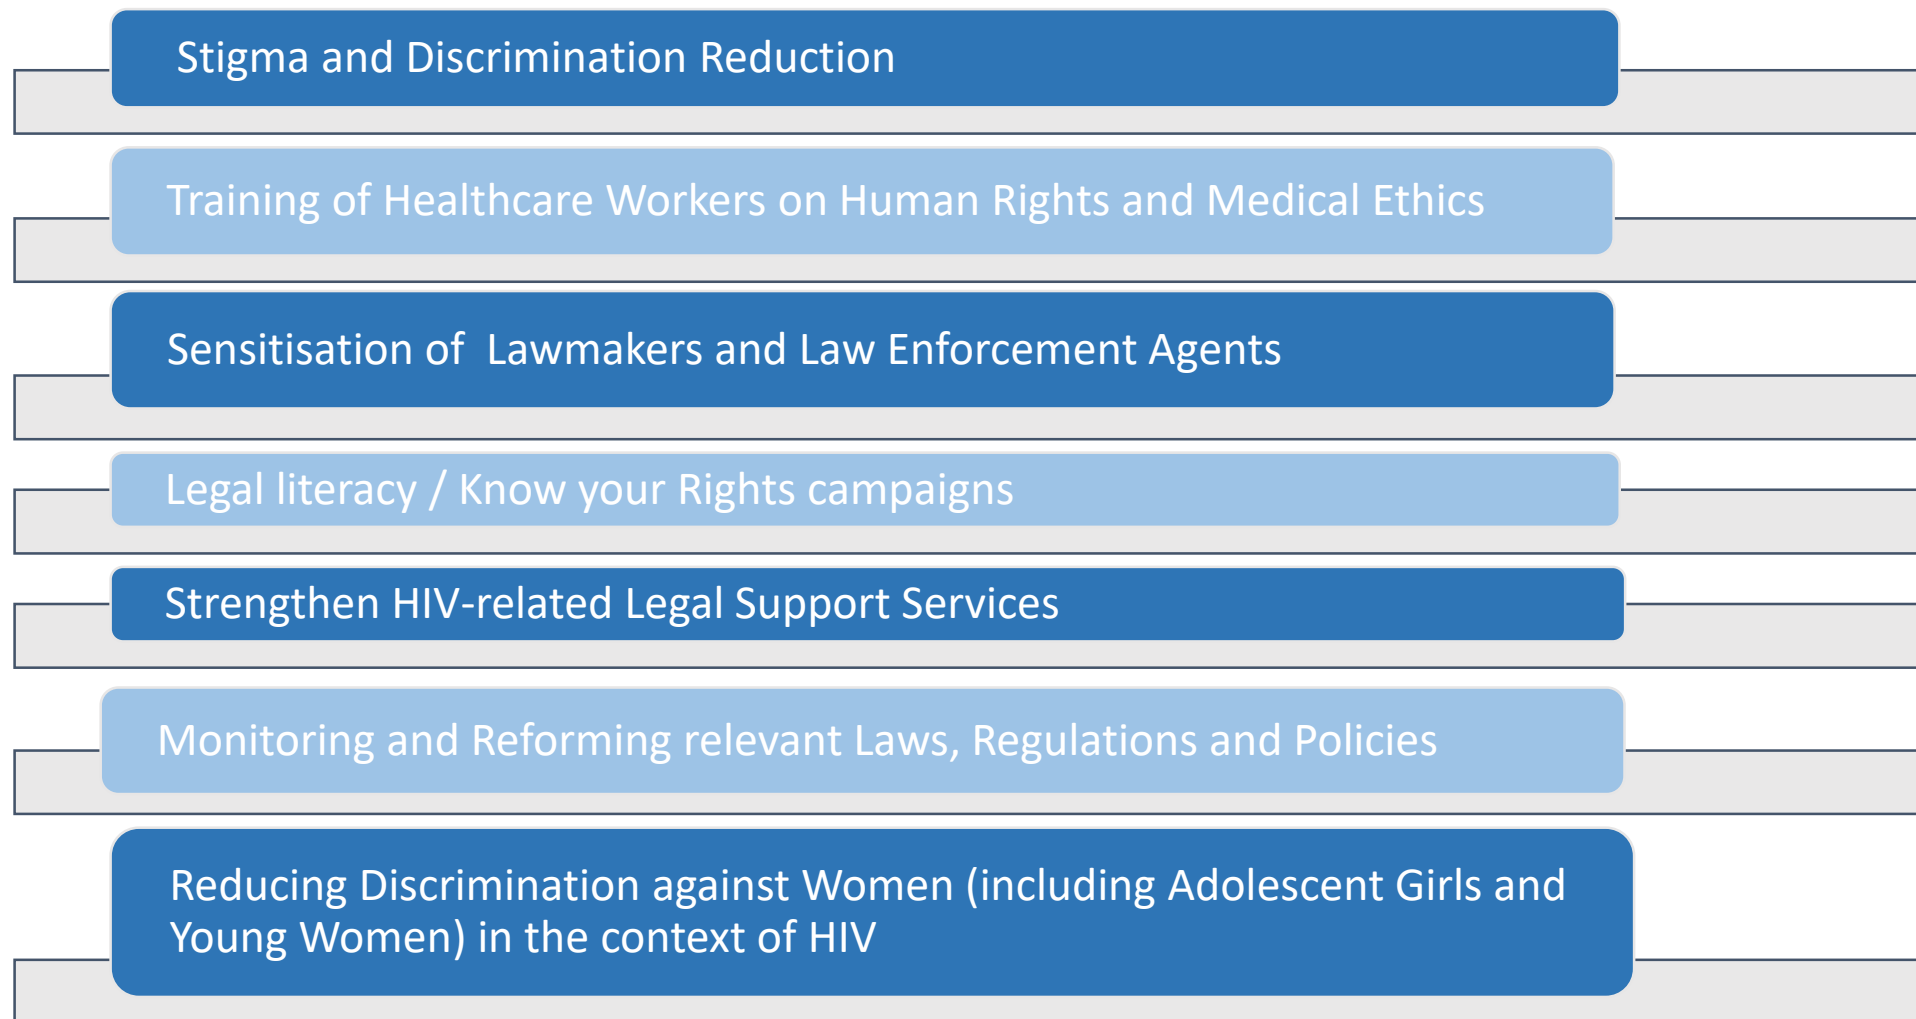 Stigma and Discrimination Reduction
Training of Healthcare Workers on Human Rights and Medical Ethics
Sensitisation of  Lawmakers and Law Enforcement Agents
Legal literacy / Know your Rights campaigns
Strengthen HIV-related Legal Support Services
Monitoring and Reforming relevant Laws, Regulations and Policies
Reducing Discrimination against Women (including Adolescent Girls and
Young Women) in the context of HIV